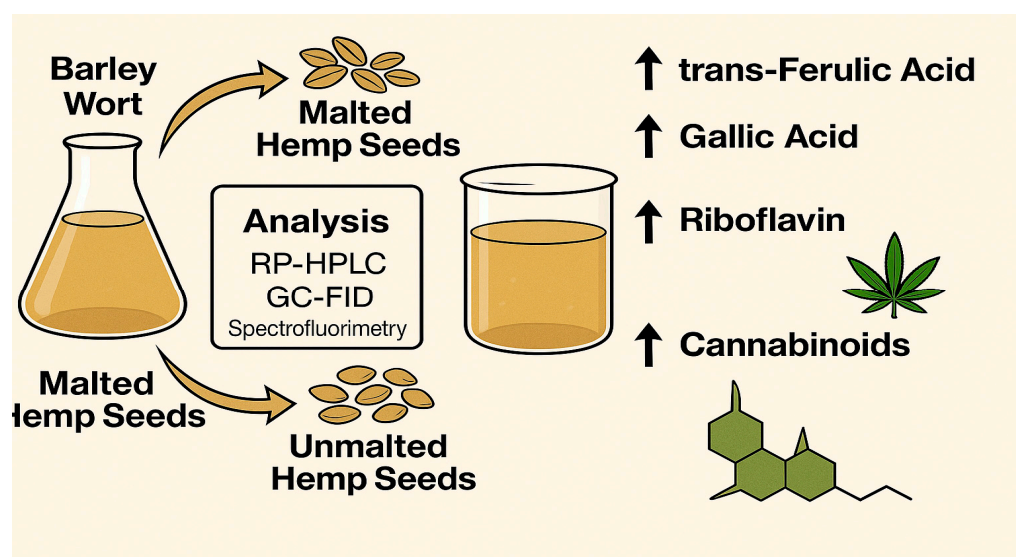 Barley
Wort
Malted
Hemp Seeds
Analysis
RP-HPLC
GC-FID
Spectrofluorimetry
Malted
Hemp Seeds
Unmalted
Hemp Seeds
↑ trans-Ferulic Acid
↑ Gallic Acid
↑ Riboflavin
↑ Cannabinoids